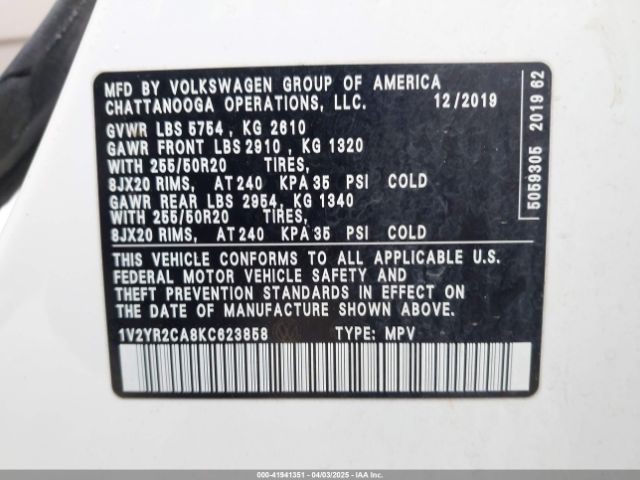 MFD BY VOLKSWAGEN GROUP OF AMERICA
CHATTANOOGA OPERATIONS, LLC. 12/2019
GVWR LBS 5754 , KG 2610
GAWR FRONT LBS 2910 , KG 1320
WITH 255/50R20 TIRES,
8JX20 RIMS, AT 240 KPA 35 PSI COLD
GAWR REAR LBS 2954, KG 1340
WITH 255/50R20 TIRES,
8JX20 RIMS, AT 240 KPA 35 PSI COLD
THIS VEHICLE CONFORMS TO ALL APPLICABLE U.S.
FEDERAL MOTOR VEHICLE SAFETY AND
THEFT PREVENTION STANDARDS IN EFFECT ON
THE DATE OF MANUFACTURE SHOWN ABOVE.
1V2YR2CA8KC623858 TYPE: MPV
5059305 2019 62
000-41941351 - 04/03/2025 - COPYRIGHT IAA, LLC.